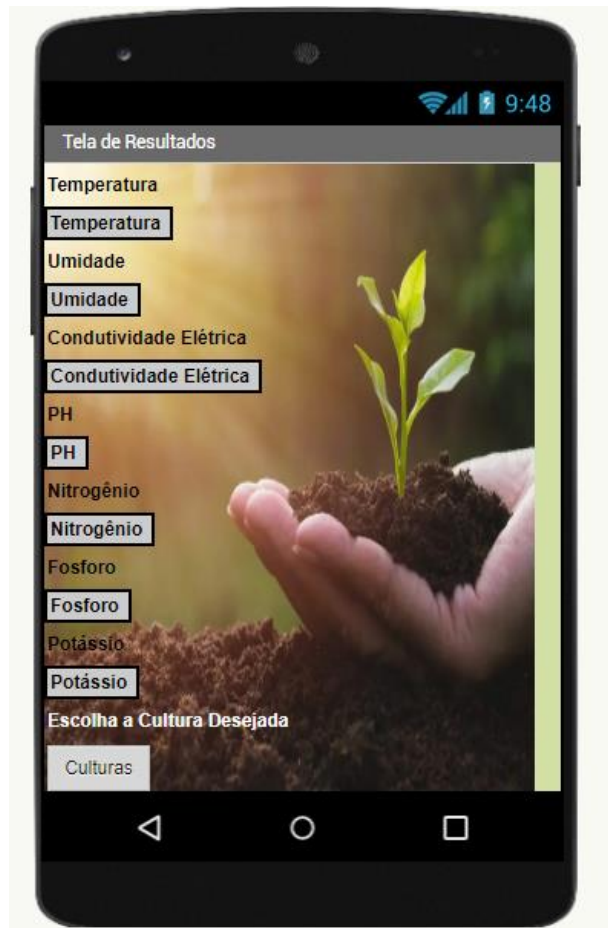 9:48
Tela de Resultados
Temperatura
Temperatura
Umidade
Umidade
Condutividade Elétrica
Condutividade Elétrica
PH
PH
Nitrogênio
Nitrogênio
Fosforo
Fosforo
Potássio
Potássio
Escolha a Cultura Desejada
Culturas